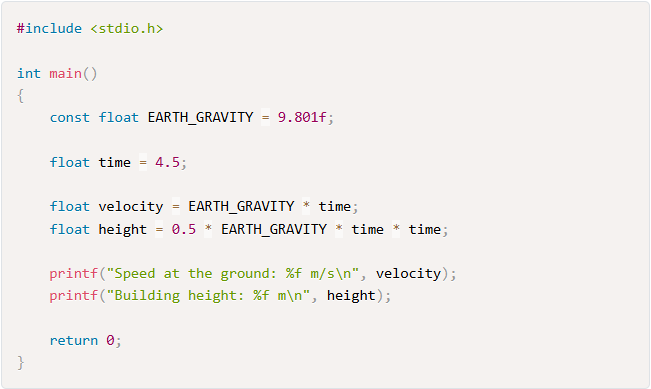 #include <stdio.h>

int main()
{
    const float EARTH_GRAVITY = 9.801f;

    float time = 4.5;

    float velocity = EARTH_GRAVITY * time;
    float height = 0.5 * EARTH_GRAVITY * time * time;

    printf("Speed at the ground: %f m/s\n", velocity);
    printf("Building height: %f m\n", height);

    return 0;
}